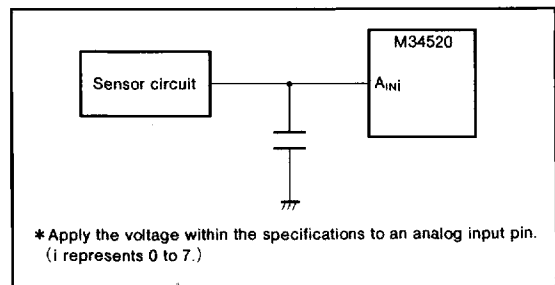 M34520
Sensor circuit
AINi
*Apply the voltage within the specifications to an analog input pin.
(i represents 0 to 7.)